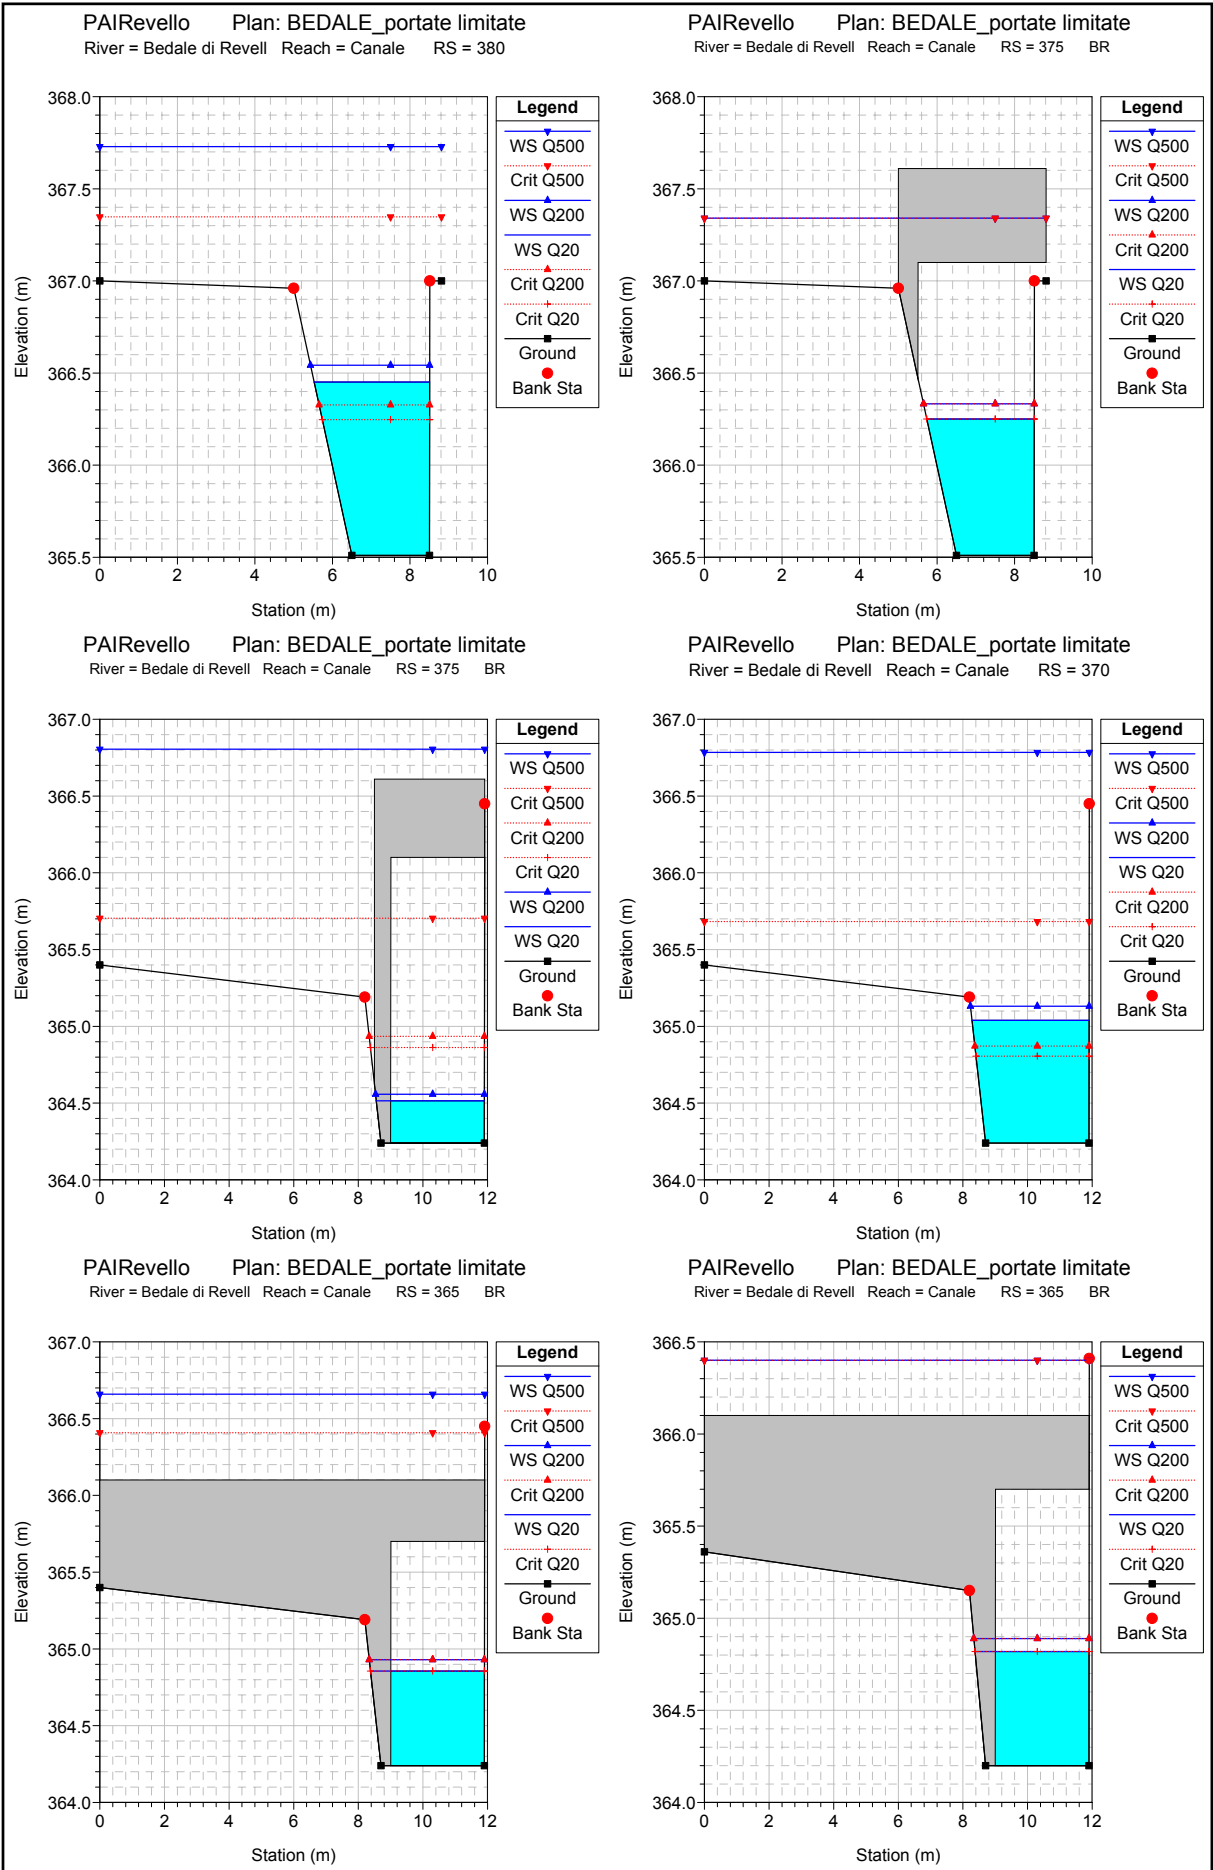 PAIRevello Plan: BEDALE_portate limitate
River = Bedale di Revell Reach = Canale RS = 380
368.0
367.5
367.0
366.5
366.0
365.5
0 2 4 6 8 10
Station (m)
Elevation (m)
Legend
WS Q500
Crit Q500
WS Q200
WS Q20
Crit Q200
Crit Q20
Ground
Bank Sta
PAIRevello Plan: BEDALE_portate limitate
River = Bedale di Revell Reach = Canale RS = 375 BR
368.0
367.5
367.0
366.5
366.0
365.5
0 2 4 6 8 10
Station (m)
Elevation (m)
Legend
WS Q500
Crit Q500
WS Q200
Crit Q200
WS Q20
Crit Q20
Ground
Bank Sta
PAIRevello Plan: BEDALE_portate limitate
River = Bedale di Revell Reach = Canale RS = 375 BR
367.0
366.5
366.0
365.5
365.0
364.5
364.0
0 2 4 6 8 10 12
Station (m)
Elevation (m)
Legend
WS Q500
Crit Q500
Crit Q200
Crit Q20
WS Q200
WS Q20
Ground
Bank Sta
PAIRevello Plan: BEDALE_portate limitate
River = Bedale di Revell Reach = Canale RS = 370
367.0
366.5
366.0
365.5
365.0
364.5
364.0
0 2 4 6 8 10 12
Station (m)
Elevation (m)
Legend
WS Q500
Crit Q500
WS Q200
WS Q20
Crit Q200
Crit Q20
Ground
Bank Sta
PAIRevello Plan: BEDALE_portate limitate
River = Bedale di Revell Reach = Canale RS = 365 BR
367.0
366.5
366.0
365.5
365.0
364.5
364.0
0 2 4 6 8 10 12
Station (m)
Elevation (m)
Legend
WS Q500
Crit Q500
WS Q200
Crit Q200
WS Q20
Crit Q20
Ground
Bank Sta
PAIRevello Plan: BEDALE_portate limitate
River = Bedale di Revell Reach = Canale RS = 365 BR
366.5
366.0
365.5
365.0
364.5
364.0
0 2 4 6 8 10 12
Station (m)
Elevation (m)
Legend
WS Q500
Crit Q500
WS Q200
Crit Q200
WS Q20
Crit Q20
Ground
Bank Sta